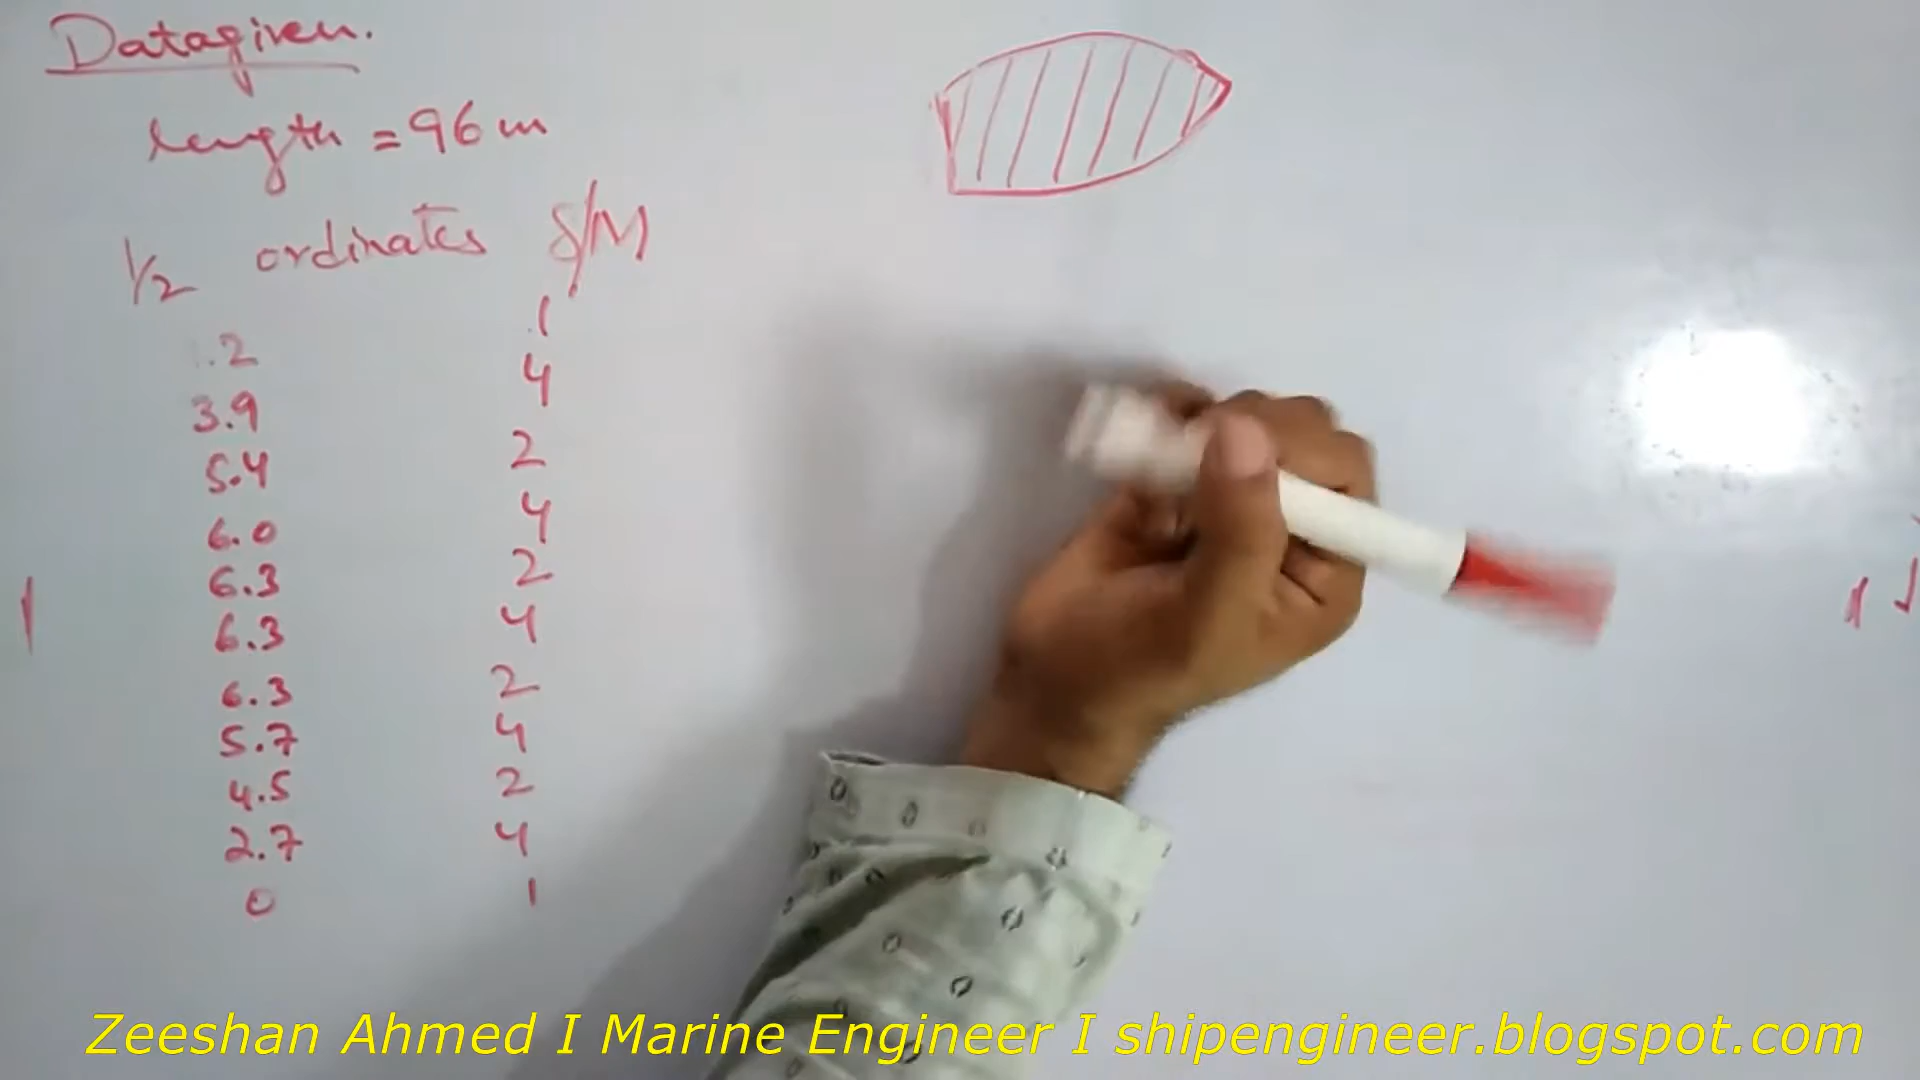 Datagiven.
length = 96 m
1/2 ordinates S/M
.2 1
3.9 4
5.4 2
6.0 4
6.3 2
6.3 4
6.3 2
5.7 4
4.5 2
2.7 4
0 1
Zeeshan Ahmed I Marine Engineer I shipengineer.blogspot.com